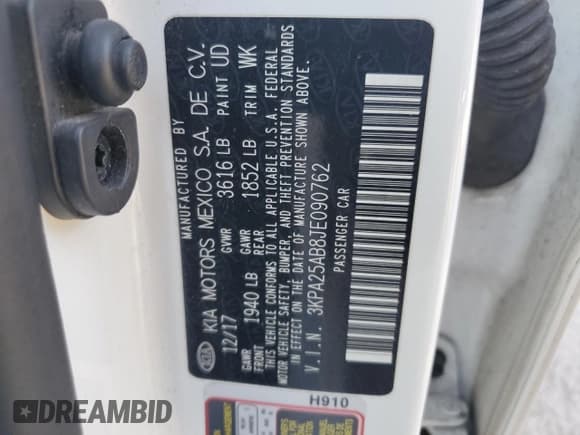 MANUFACTURED BY
KIA KIA MOTORS MEXICO S.A. DE C.V.
12/17 GVWR 3616 LB PAINT UD
GAWR FRONT 1940 LB GAWR REAR 1852 LB TRIM WK
THIS VEHICLE CONFORMS TO ALL APPLICABLE U.S.A. FEDERAL
MOTOR VEHICLE SAFETY, BUMPER, AND THEFT PREVENTION STANDARDS
IN EFFECT ON THE DATE OF MANUFACTURE SHOWN ABOVE.
V.I.N. 3KPA25AB8JE090762
PASSENGER CAR
H910
DREAMBID